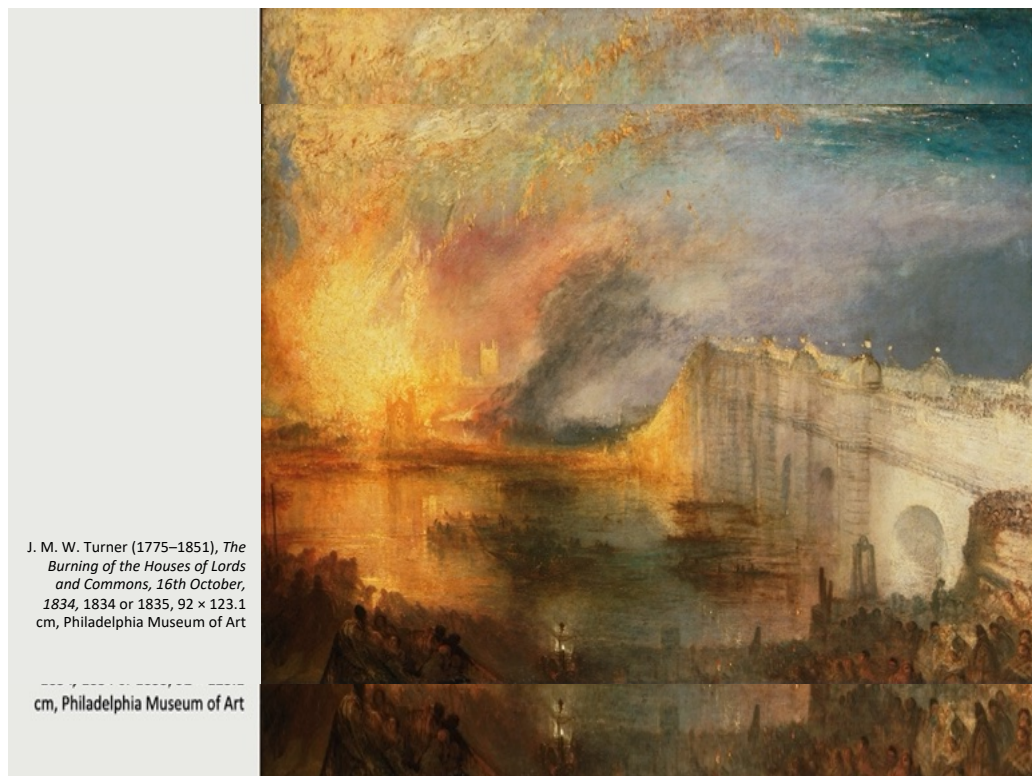 J. M. W. Turner (1775–1851), The
Burning of the Houses of Lords
and Commons, 16th October,
1834, 1834 or 1835, 92 × 123.1
cm, Philadelphia Museum of Art
cm, Philadelphia Museum of Art